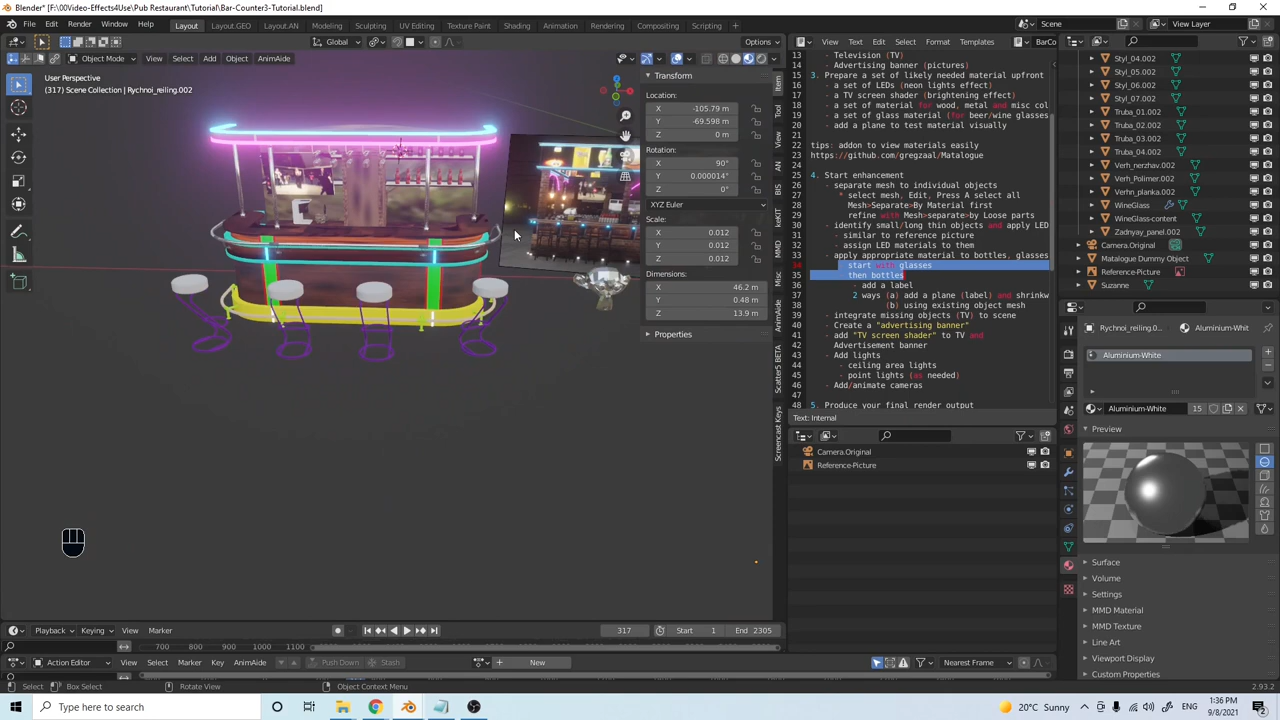 Blender* [F:\00Video-Effects4Use\Pub Restaurant\Tutorial\Bar-Counter3-Tutorial.blend]
File Edit Render Window Help Layout Layout.GEO Layout.AN Modeling Sculpting UV Editing Texture Paint Shading Animation Rendering Compositing Scripting Scene View Layer
Global Options
Object Mode View Select Add Object AnimAide
User Perspective
(317) Scene Collection | Rychnoi_reiling.002
Transform
Location:
X -105.79 m
Y -69.598 m
Z 0 m
Rotation:
X 90°
Y 0.000014°
Z 0°
XYZ Euler
Scale:
X 0.012
Y 0.012
Z 0.012
Dimensions:
X 46.2 m
Y 0.48 m
Z 13.9 m
Properties
Item
Tool
View
AN
BIS
keKIT
MMD
Misc
AnimAide
Scatter5 BETA
Screencast Keys
View Text Edit Select Format Templates BarCo
13 - Television (TV)
14 - Advertising banner (pictures)
15 3. Prepare a set of likely needed material upfront
16 - a set of LEDs (neon lights effect)
17 - a TV screen shader (brightening effect)
18 - a set of material for wood, metal and misc col
19 - a set of glass material (for beer/wine glasses
20 - add a plane to test material visually
21
22 tips: addon to view materials easily
23 https://github.com/gregzaal/Matalogue
24
25 4. Start enhancement
26 - separate mesh to individual objects
27 * select mesh, Edit, Press A select all
28 Mesh>Separate>By Material first
29 refine with Mesh>separate>by Loose parts
30 - identify small/long thin objects and apply LED
31 - similar to reference picture
32 - assign LED materials to them
33 - apply appropriate material to bottles, glasses
34 start with glasses
35 then bottles
36 - add a label
37 2 ways (a) add a plane (label) and shrinkw
38 (b) using existing object mesh
39 - integrate missing objects (TV) to scene
40 - Create a "advertising banner"
41 - add "TV screen shader" to TV and
42 Advertisement banner
43 - Add lights
44 - ceiling area lights
45 - point lights (as needed)
46 - Add/animate cameras
47
48 5. Produce your final render output
Text: Internal
Camera.Original
Reference-Picture
Styl_04.002
Styl_05.002
Styl_06.002
Styl_07.002
Truba_01.002
Truba_02.002
Truba_03.002
Truba_04.002
Verh_nerzhav.002
Verh_Polimer.002
Verhn_planka.002
WineGlass
WineGlass-content
Zadnyay_panel.002
Camera.Original
Reference-Picture
Suzanne
Rychnoi_reiling.0... Aluminium-Whit
Aluminium-White
Aluminium-White 15
Preview
Surface
Volume
Settings
MMD Material
MMD Texture
Line Art
Viewport Display
Custom Properties
Playback Keying View Marker 317 Start 1 End 2305
700 800 900 1000 1100
Action Editor View Select Marker Key AnimAide Push Down Stash New Nearest Frame
Select Box Select Rotate View Object Context Menu 2.93.2
Type here to search 20°C Sunny 1:36 PM
9/8/2021